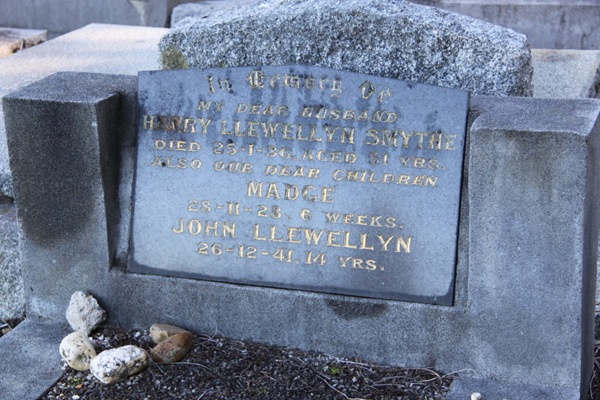 In Memory Of
MY DEAR HUSBAND
HENRY LLEWELLYN SMYTHE
DIED 25-1-36, AGED 51 YRS.
ALSO OUR DEAR CHILDREN
MADGE
28-11-23, 6 WEEKS.
JOHN LLEWELLYN
26-12-41, 14 YRS.